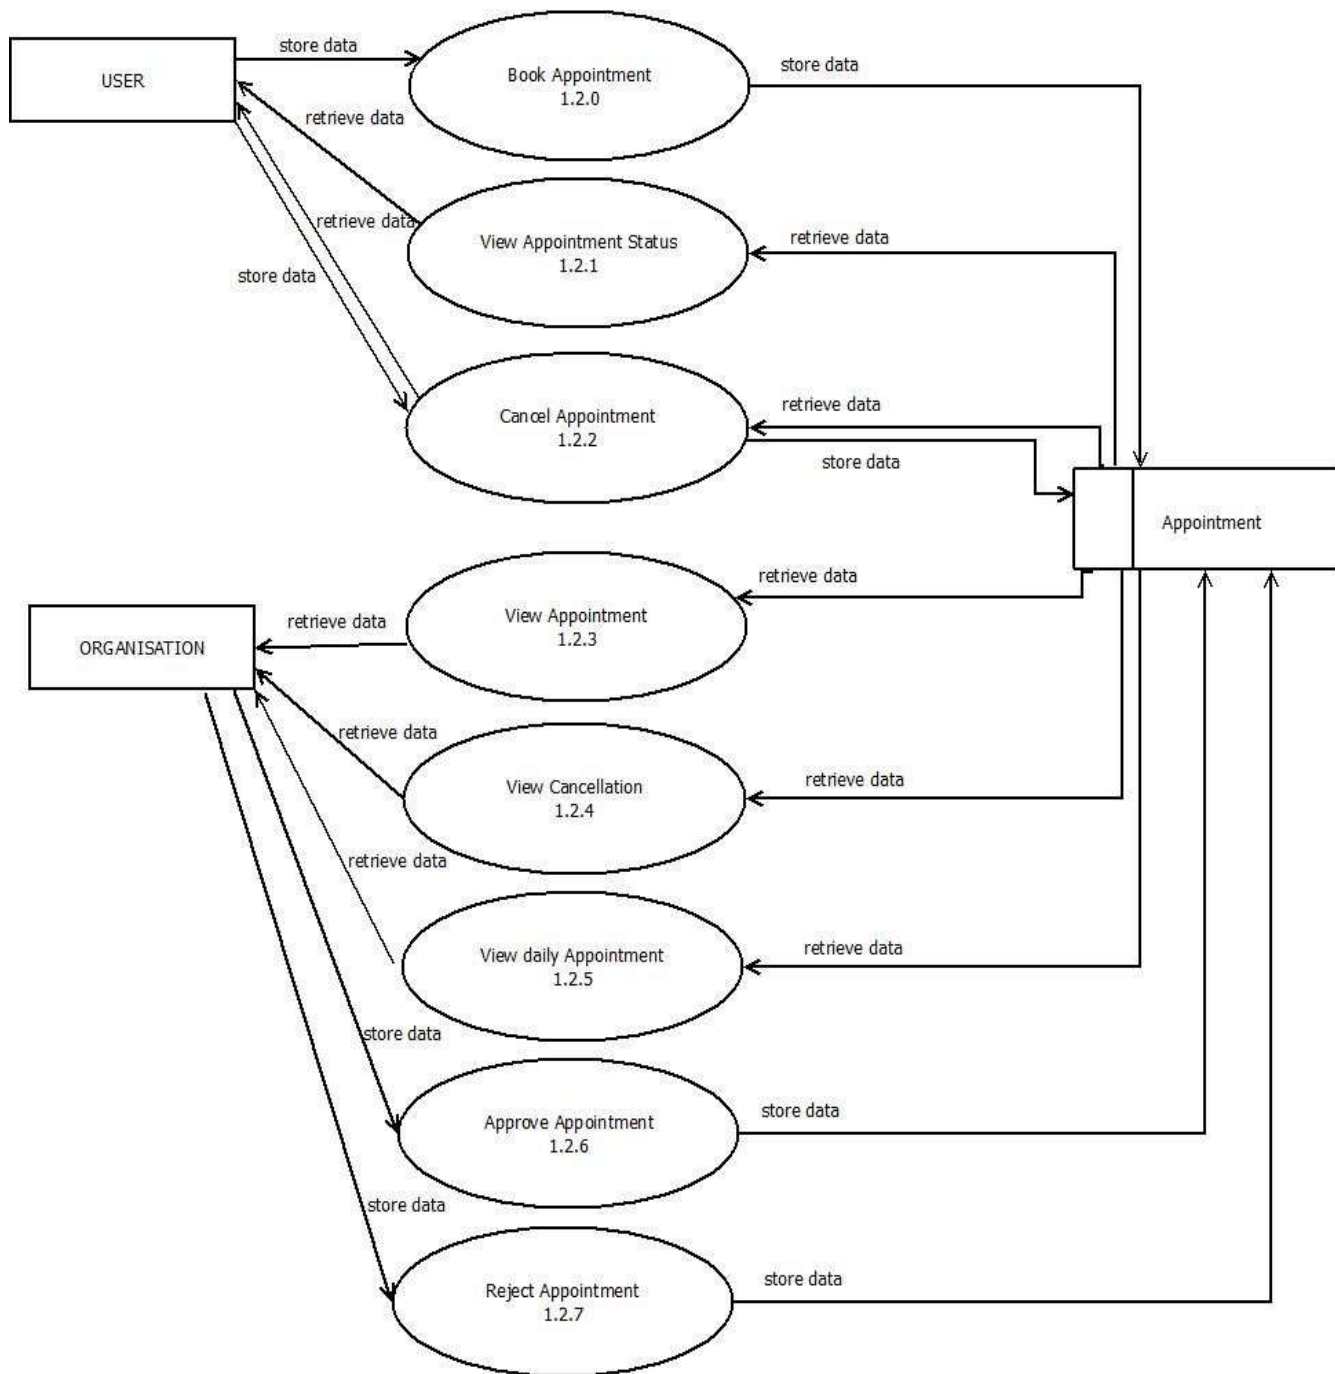 store data
Book Appointment
1.2.0
store data
USER
retrieve data
retrieve data
View Appointment Status
1.2.1
retrieve data
store data
Cancel Appointment
1.2.2
retrieve data
store data
Appointment
retrieve data
View Appointment
1.2.3
retrieve data
ORGANISATION
retrieve data
View Cancellation
1.2.4
retrieve data
retrieve data
View daily Appointment
1.2.5
retrieve data
store data
Approve Appointment
1.2.6
store data
store data
Reject Appointment
1.2.7
store data